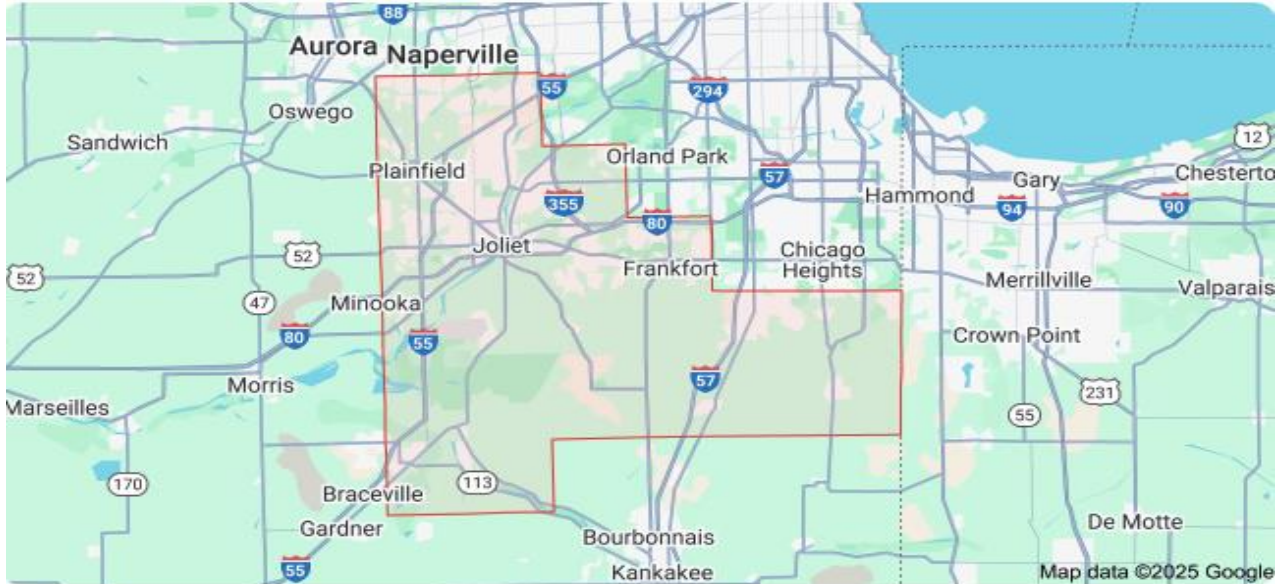 88
Aurora
Naperville
55
294
Oswego
Sandwich
12
Orland Park
Plainfield
57
Chesterto
Gary
Hammond
355
94
90
80
Joliet
52
Chicago
Heights
52
Frankfort
Merrillville
Valparais
47
Minooka
80
55
Crown Point
57
Morris
231
Marseilles
55
170
113
Braceville
Gardner
De Motte
Bourbonnais
55
Kankakee
Map data ©2025 Google